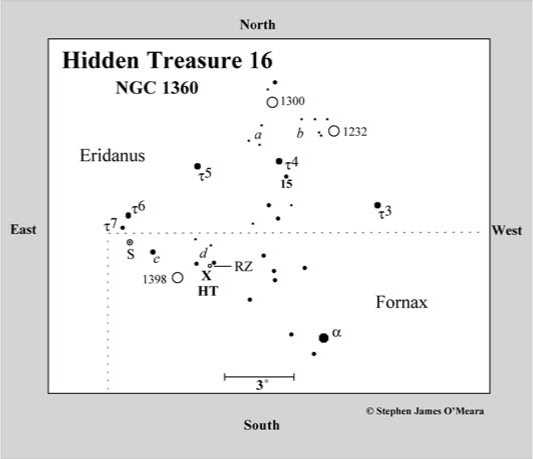 North
Hidden Treasure 16
NGC 1360
1300
a
b
1232
Eridanus
τ5
τ4
15
τ6
τ7
τ3
East
West
S
c
d
1398
X
RZ
HT
Fornax
α
3°
© Stephen James O'Meara
South